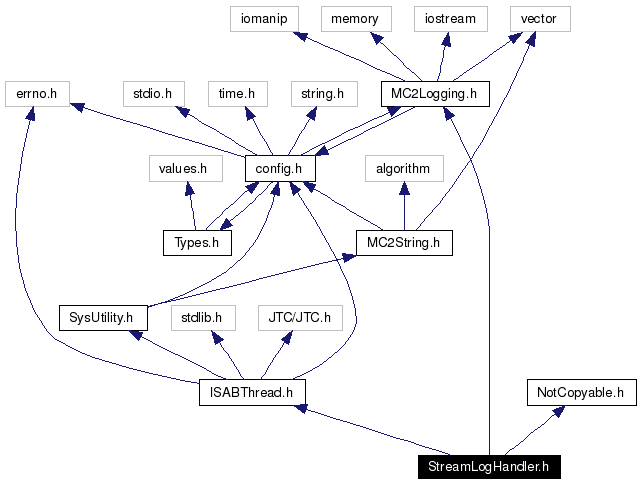 iomanip
memory
iostream
vector
errno.h
stdio.h
time.h
string.h
MC2Logging.h
values.h
config.h
algorithm
Types.h
MC2String.h
SysUtility.h
stdlib.h
JTC/JTC.h
ISABThread.h
NotCopyable.h
StreamLogHandler.h